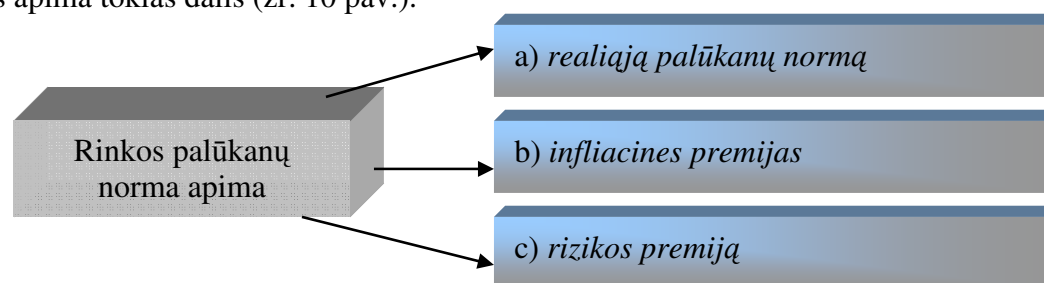 s apima tokias dalis (žr. 10 pav.):
a) realiąją palūkanų normą
Rinkos palūkanų
norma apima
b) infliacines premijas
c) rizikos premiją